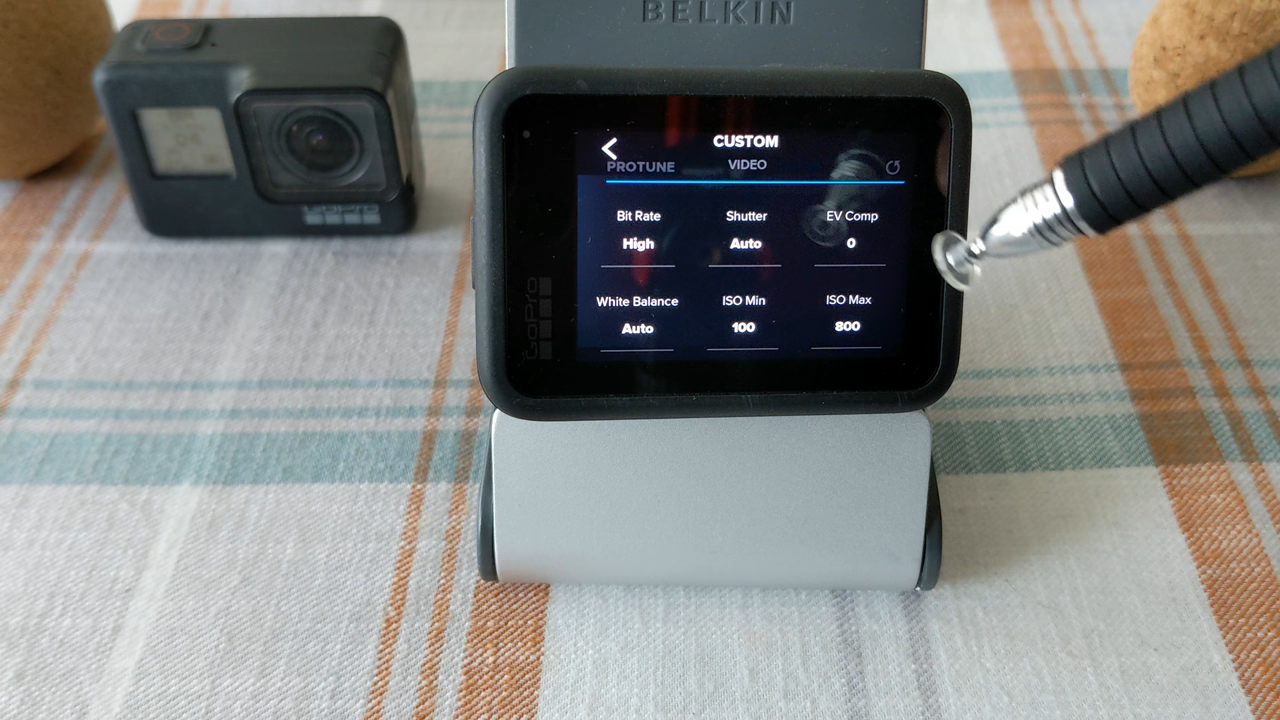 BELKIN
CUSTOM
PROTUNE VIDEO
Bit Rate Shutter EV Comp
High Auto 0
White Balance ISO Min ISO Max
Auto 100 800
GoPro
GoPro